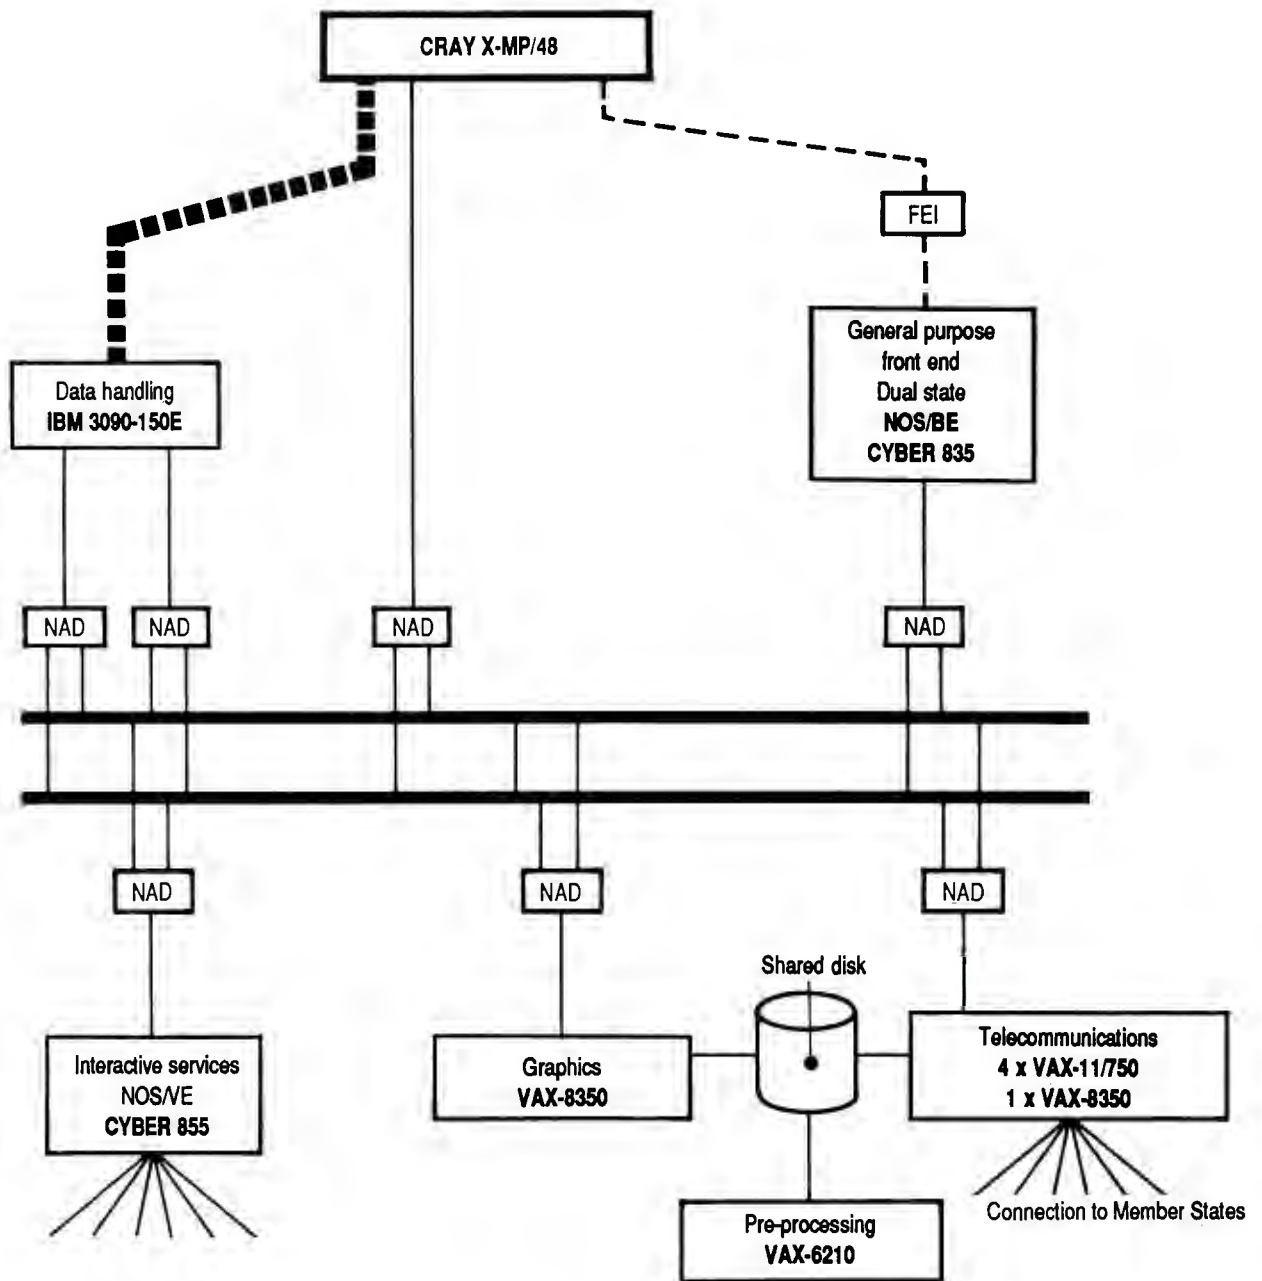 CRAY X-MP/48
FEI
General purpose
front end
Dual state
NOS/BE
CYBER 835
Data handling
IBM 3090-150E
NAD
NAD
NAD
NAD
NAD
NAD
NAD
Shared disk
Interactive services
NOS/VE
CYBER 855
Graphics
VAX-8350
Telecommunications
4 x VAX-11/750
1 x VAX-8350
Connection to Member States
Pre-processing
VAX-6210